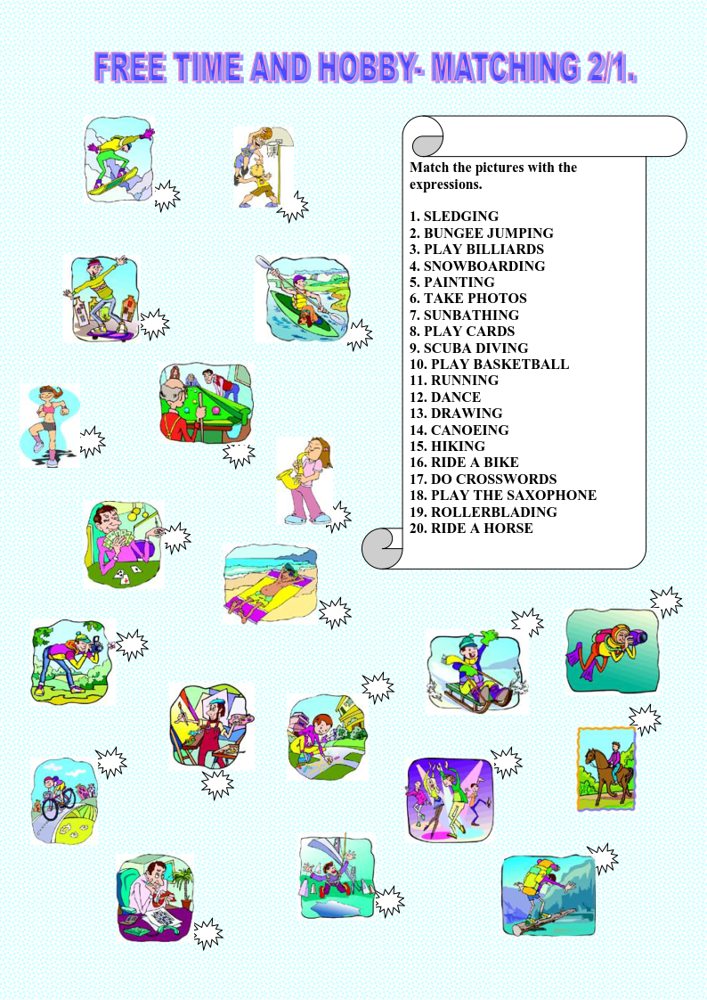 FREE TIME AND HOBBY- MATCHING 2/1.
Match the pictures with the
expressions.
1. SLEDGING
2. BUNGEE JUMPING
3. PLAY BILLIARDS
4. SNOWBOARDING
5. PAINTING
6. TAKE PHOTOS
7. SUNBATHING
8. PLAY CARDS
9. SCUBA DIVING
10. PLAY BASKETBALL
11. RUNNING
12. DANCE
13. DRAWING
14. CANOEING
15. HIKING
16. RIDE A BIKE
17. DO CROSSWORDS
18. PLAY THE SAXOPHONE
19. ROLLERBLADING
20. RIDE A HORSE